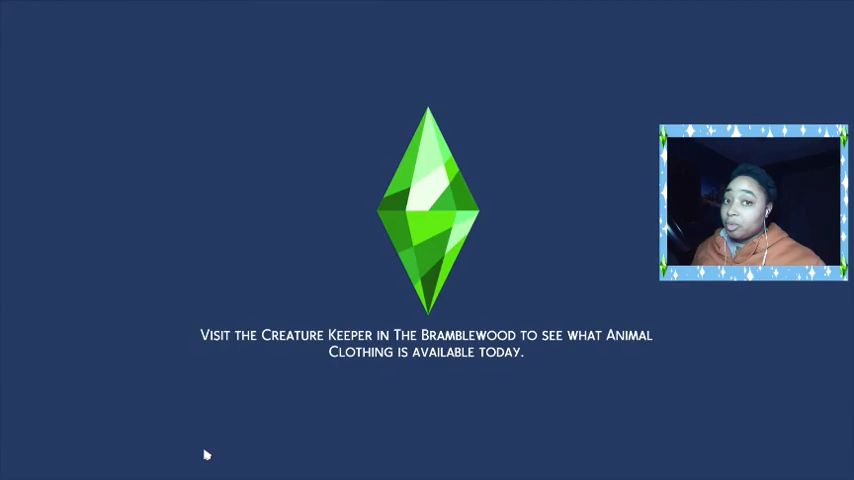 Visit the Creature Keeper in The Bramblewood to see what Animal
Clothing is available today.